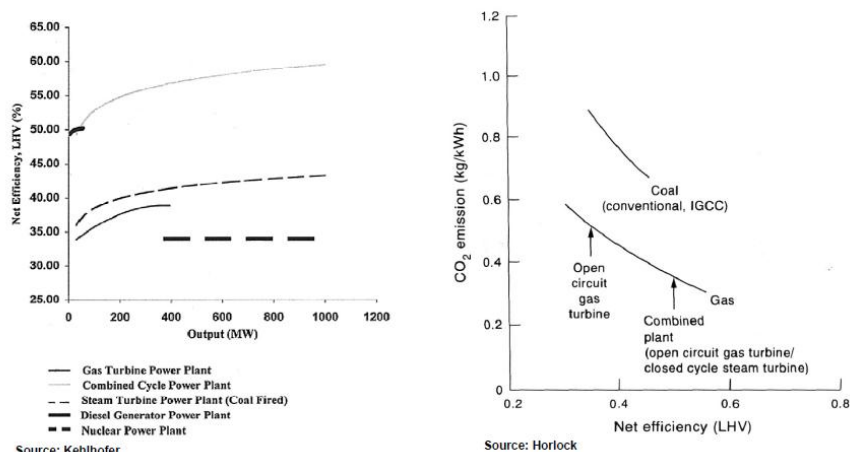 65.00
60.00
55.00
50.00
45.00
40.00
35.00
30.00
25.00
Net Efficiency, LHV (%)
0 200 400 600 800 1000 1200
Output (MW)
Gas Turbine Power Plant
Combined Cycle Power Plant
Steam Turbine Power Plant (Coal Fired)
Diesel Generator Power Plant
Nuclear Power Plant
Source: Kehlhofer
1.2
1.0
0.8
0.6
0.4
0.2
0
CO2 emission (kg/kWh)
Coal
(conventional, IGCC)
Open
circuit
gas
turbine
Gas
Combined
plant
(open circuit gas turbine/
closed cycle steam turbine)
0.2 0.4 0.6 0.8
Net efficiency (LHV)
Source: Horlock